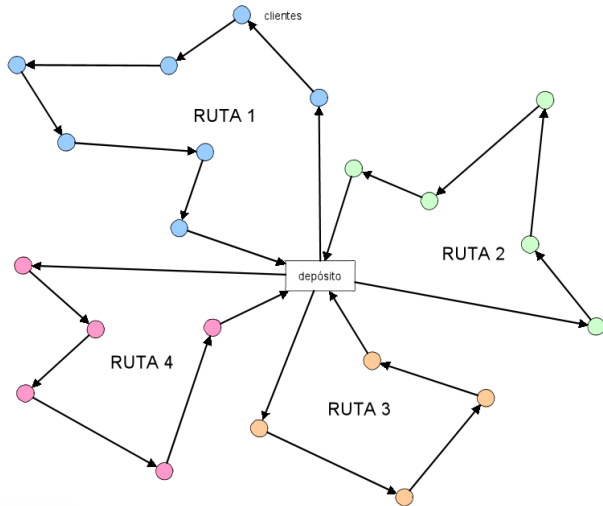 clientes
RUTA 1
RUTA 2
depósito
RUTA 4
RUTA 3